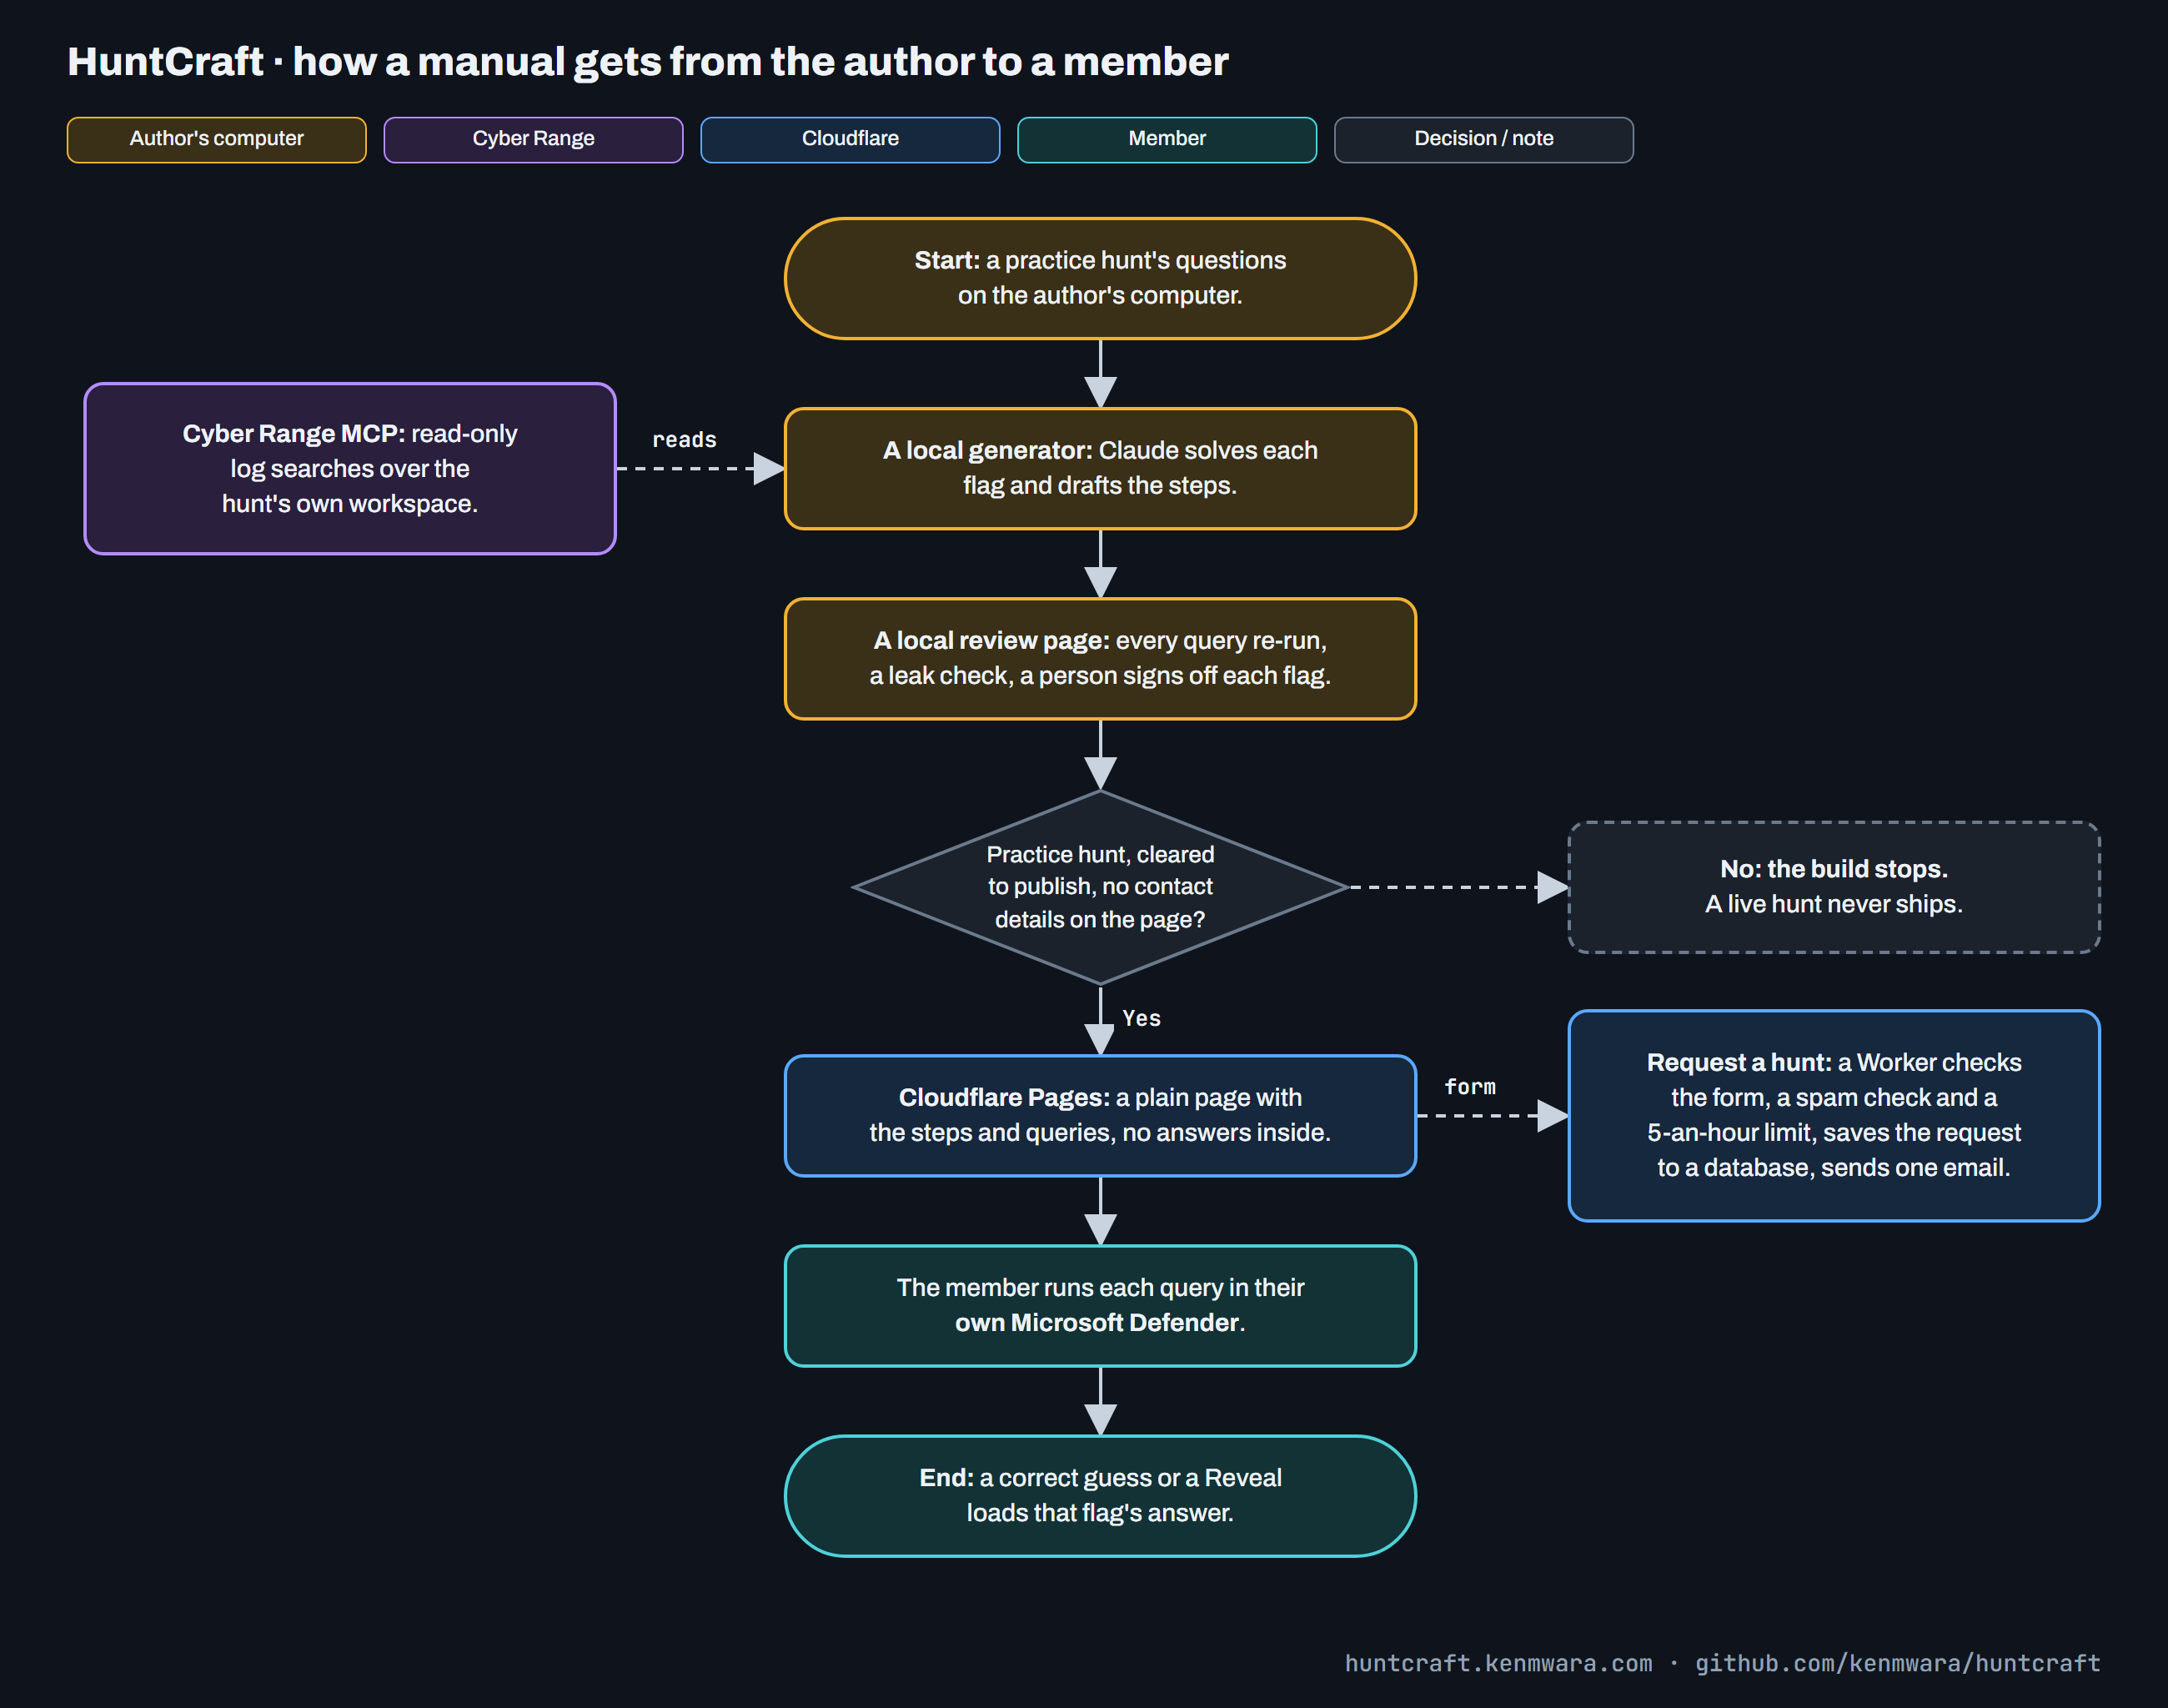 HuntCraft · how a manual gets from the author to a member
Author's computer
Cyber Range
Cloudflare
Member
Decision / note
Start: a practice hunt's questions
on the author's computer.
Cyber Range MCP: read-only
log searches over the
hunt's own workspace.
reads
A local generator: Claude solves each
flag and drafts the steps.
A local review page: every query re-run,
a leak check, a person signs off each flag.
Practice hunt, cleared
to publish, no contact
details on the page?
No: the build stops.
A live hunt never ships.
Yes
Cloudflare Pages: a plain page with
the steps and queries, no answers inside.
form
Request a hunt: a Worker checks
the form, a spam check and a
5-an-hour limit, saves the request
to a database, sends one email.
The member runs each query in their
own Microsoft Defender.
End: a correct guess or a Reveal
loads that flag's answer.
huntcraft.kenmwara.com · github.com/kenmwara/huntcraft